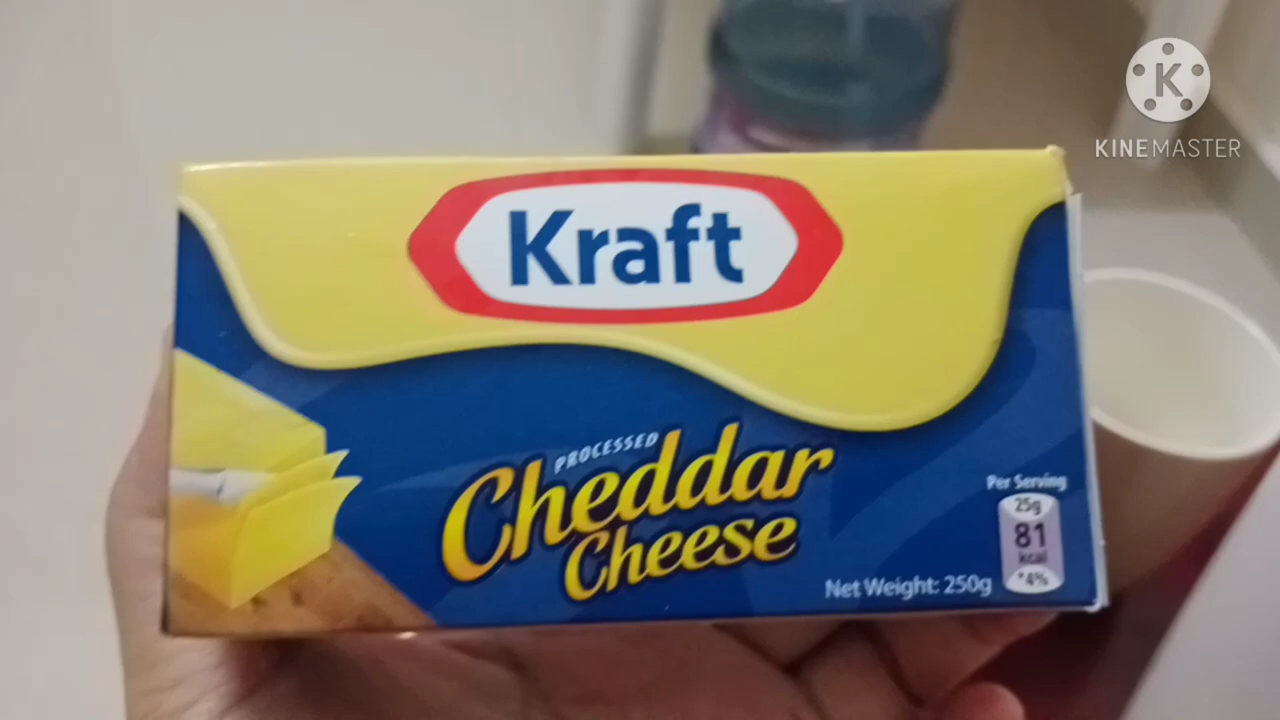 K
KINEMASTER
Kraft
PROCESSED
Cheddar
Cheese
Per Serving
25g
81
kcal
*4%
Net Weight: 250g